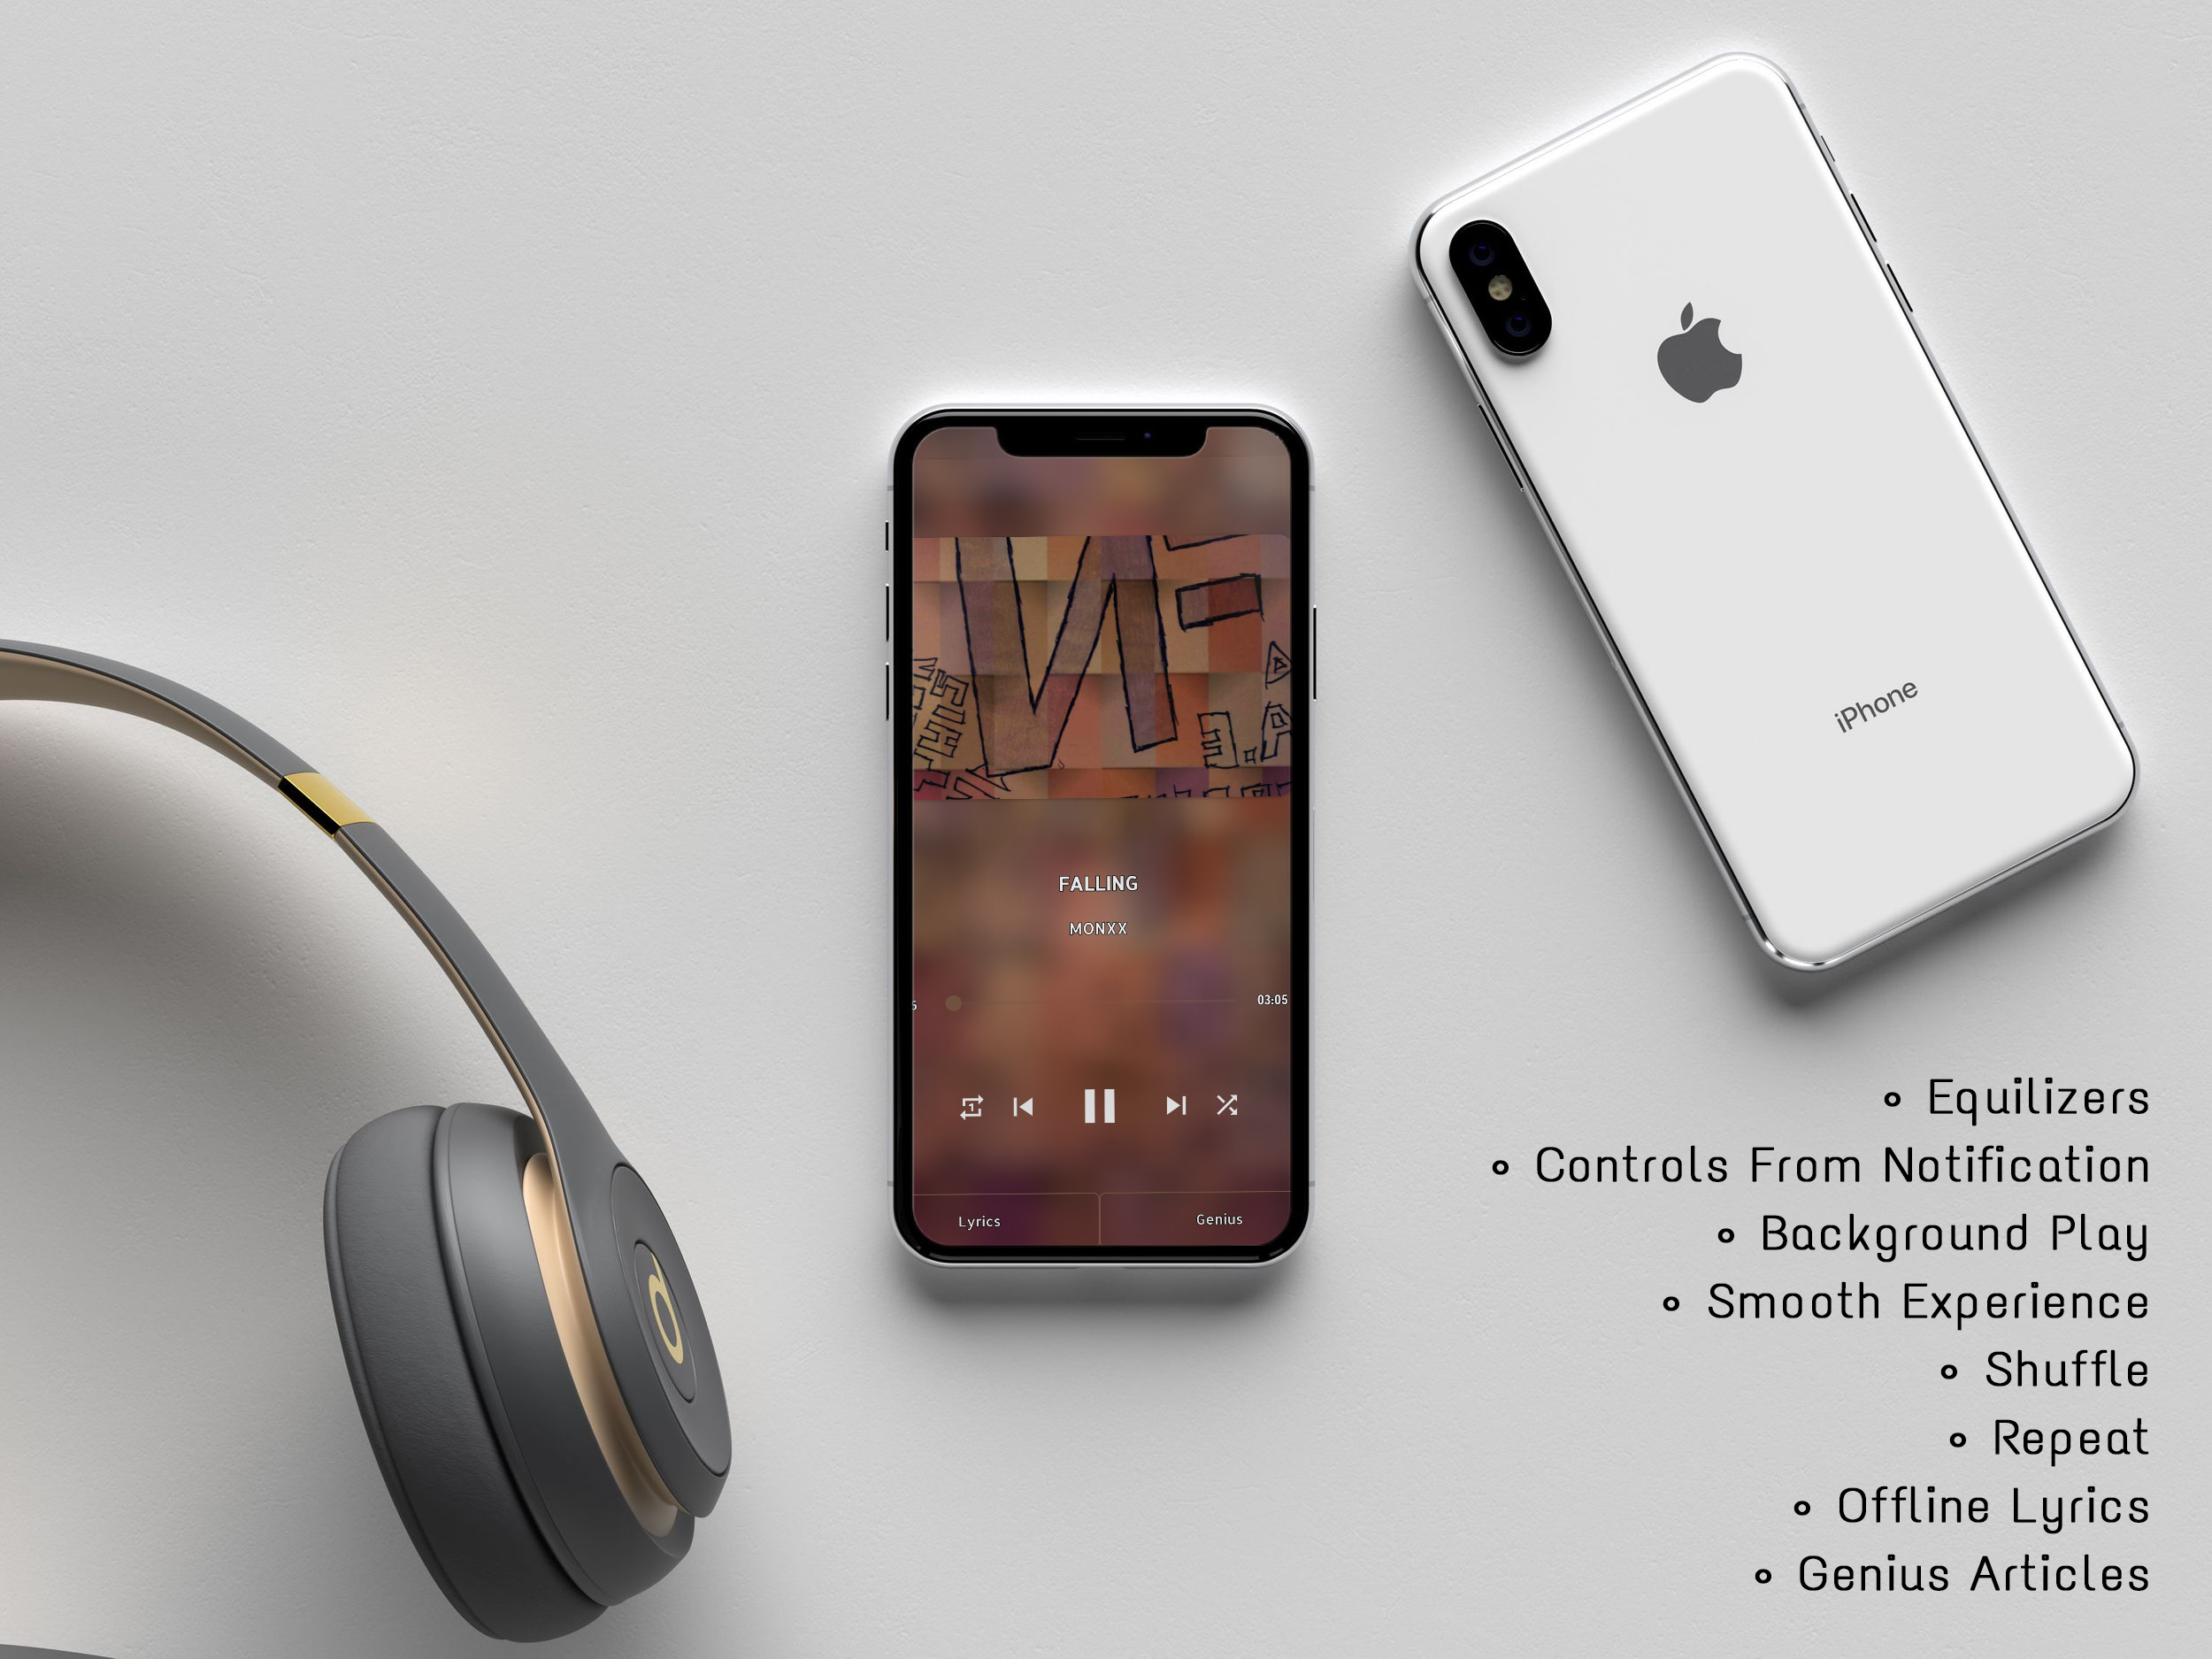 iPhone
FALLING
MONXX
03:05
Lyrics
Genius
Equilizers
Controls From Notification
Background Play
Smooth Experience
Shuffle
Repeat
Offline Lyrics
Genius Articles